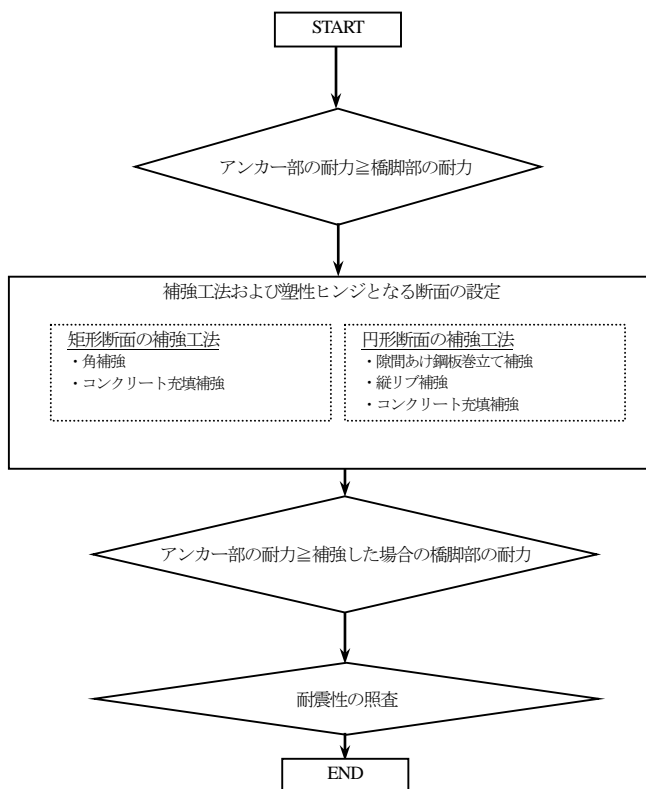 START
アンカー部の耐力≧橋脚部の耐力
補強工法および塑性ヒンジとなる断面の設定
矩形断面の補強工法
・角補強
・コンクリート充填補強
円形断面の補強工法
・隙間あけ鋼板巻立て補強
・縦リブ補強
・コンクリート充填補強
アンカー部の耐力≧補強した場合の橋脚部の耐力
耐震性の照査
END